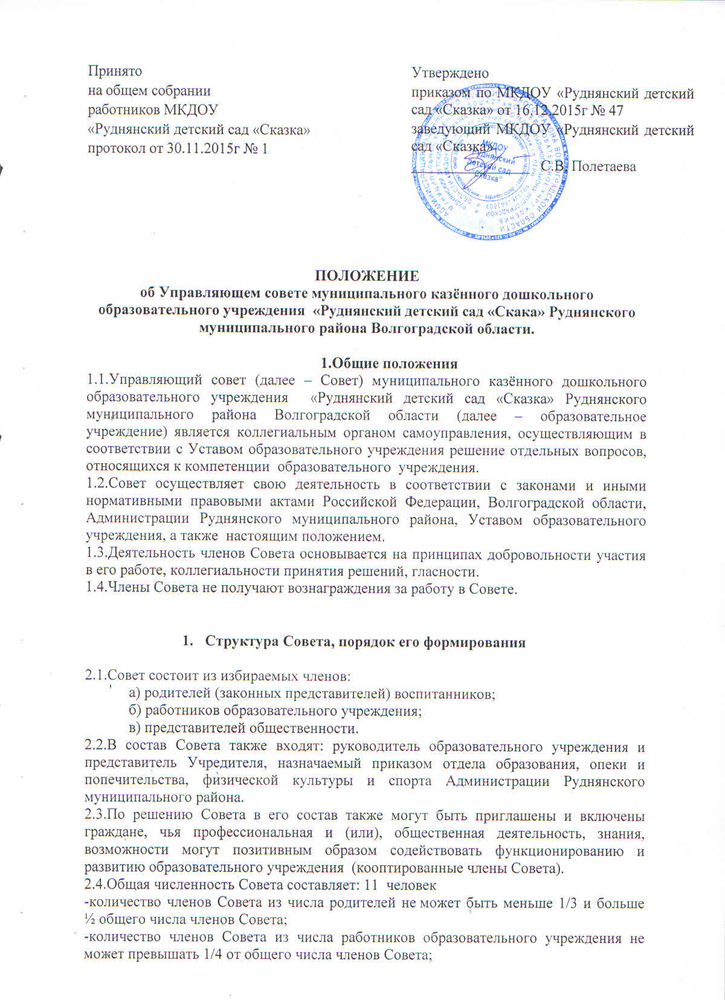 Принято
на общем собрании
работников МКДОУ
«Руднянский детский сад «Сказка»
протокол от 30.11.2015г № 1
Утверждено
приказом по МКДОУ «Руднянский детский
сад «Сказка» от 16.12.2015г № 47
заведующий МКДОУ «Руднянский детский
сад «Сказка»
С.В. Полетаева
МКДОУ
Руднянский
детский сад
"Сказка"
ПОЛОЖЕНИЕ
об Управляющем совете муниципального казённого дошкольного
образовательного учреждения «Руднянский детский сад «Скака» Руднянского
муниципального района Волгоградской области.
1.Общие положения
1.1.Управляющий совет (далее – Совет) муниципального казённого дошкольного
образовательного учреждения «Руднянский детский сад «Сказка» Руднянского
муниципального района Волгоградской области (далее – образовательное
учреждение) является коллегиальным органом самоуправления, осуществляющим в
соответствии с Уставом образовательного учреждения решение отдельных вопросов,
относящихся к компетенции образовательного учреждения.
1.2.Совет осуществляет свою деятельность в соответствии с законами и иными
нормативными правовыми актами Российской Федерации, Волгоградской области,
Администрации Руднянского муниципального района, Уставом образовательного
учреждения, а также настоящим положением.
1.3.Деятельность членов Совета основывается на принципах добровольности участия
в его работе, коллегиальности принятия решений, гласности.
1.4.Члены Совета не получают вознаграждения за работу в Совете.
1. Структура Совета, порядок его формирования
2.1.Совет состоит из избираемых членов:
а) родителей (законных представителей) воспитанников;
б) работников образовательного учреждения;
в) представителей общественности.
2.2.В состав Совета также входят: руководитель образовательного учреждения и
представитель Учредителя, назначаемый приказом отдела образования, опеки и
попечительства, физической культуры и спорта Администрации Руднянского
муниципального района.
2.3.По решению Совета в его состав также могут быть приглашены и включены
граждане, чья профессиональная и (или), общественная деятельность, знания,
возможности могут позитивным образом содействовать функционированию и
развитию образовательного учреждения (кооптированные члены Совета).
2.4.Общая численность Совета составляет: 11 человек
-количество членов Совета из числа родителей не может быть меньше 1/3 и больше
½ общего числа членов Совета;
-количество членов Совета из числа работников образовательного учреждения не
может превышать 1/4 от общего числа членов Совета;